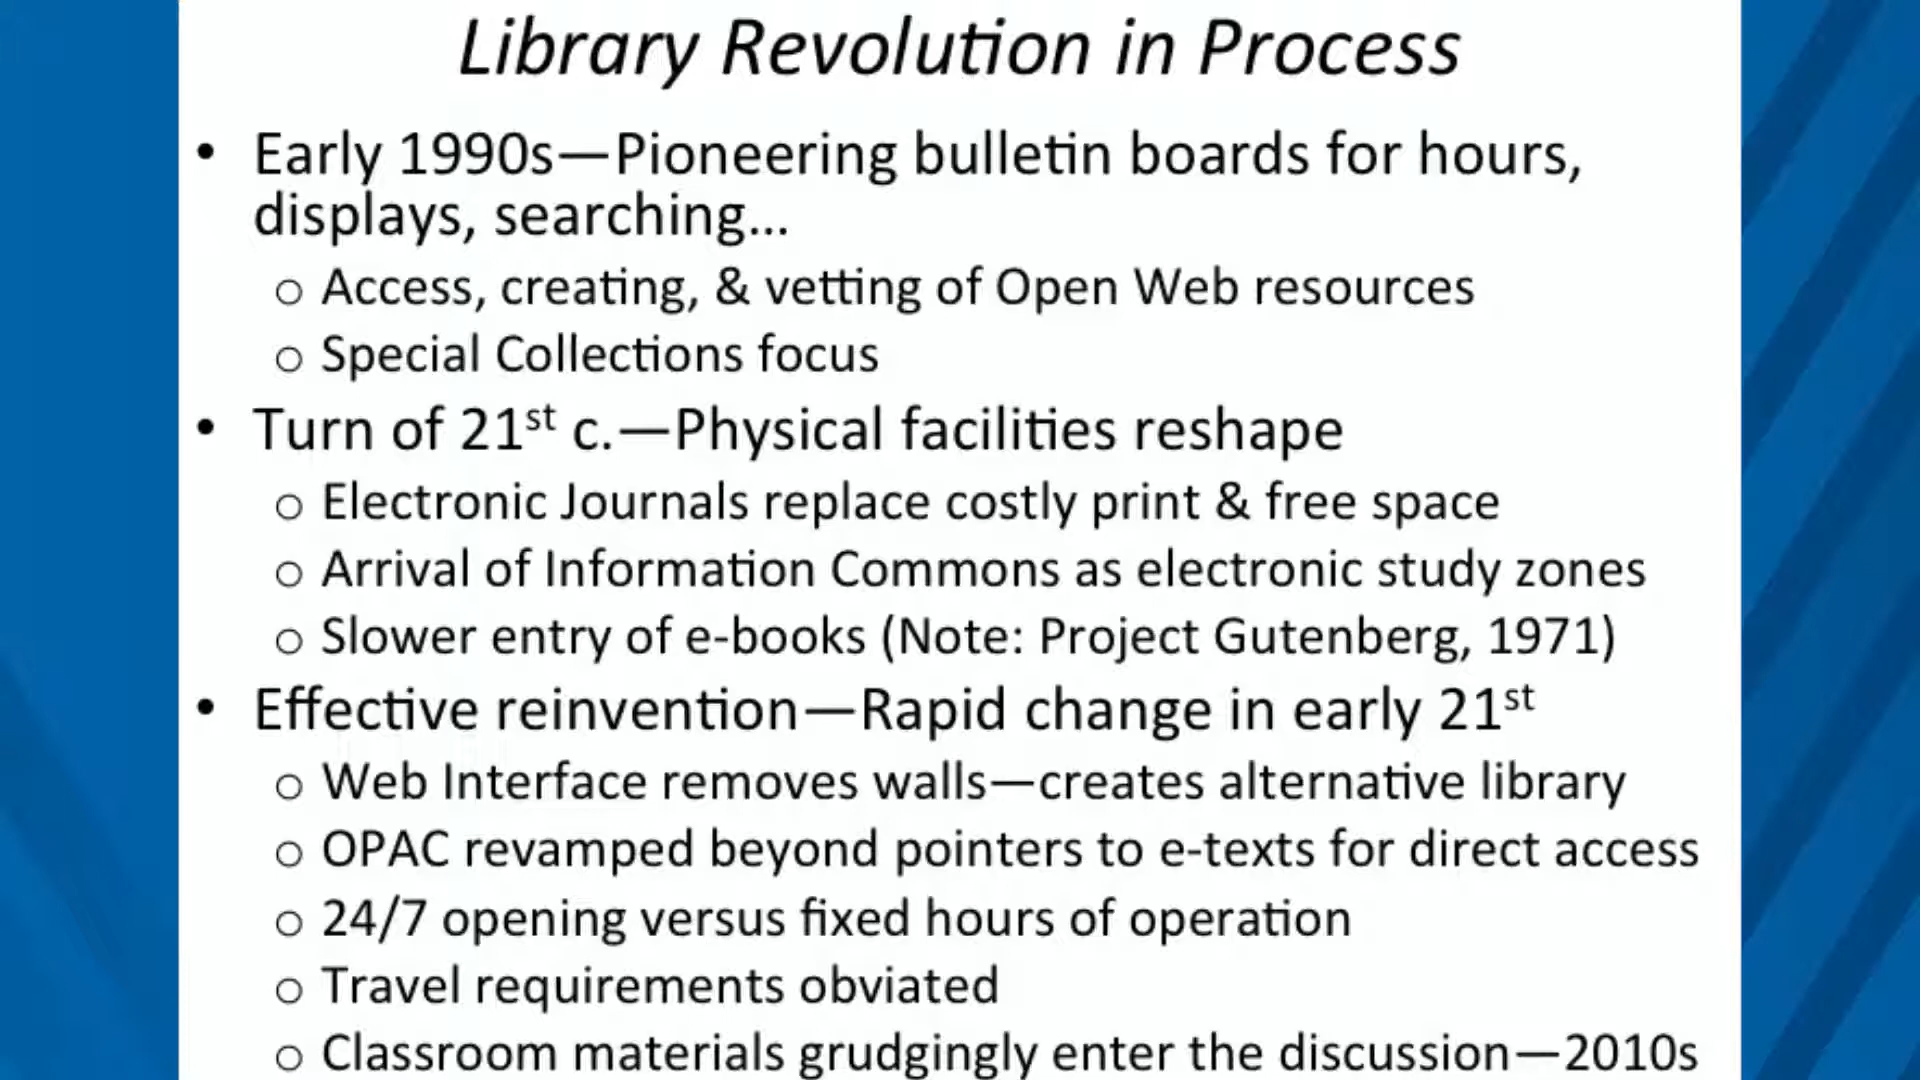 Library Revolution in Process
• Early 1990s—Pioneering bulletin boards for hours,
displays, searching...
o Access, creating, & vetting of Open Web resources
o Special Collections focus
• Turn of 21st c.—Physical facilities reshape
o Electronic Journals replace costly print & free space
o Arrival of Information Commons as electronic study zones
o Slower entry of e-books (Note: Project Gutenberg, 1971)
• Effective reinvention—Rapid change in early 21st
o Web Interface removes walls—creates alternative library
o OPAC revamped beyond pointers to e-texts for direct access
o 24/7 opening versus fixed hours of operation
o Travel requirements obviated
o Classroom materials grudgingly enter the discussion—2010s